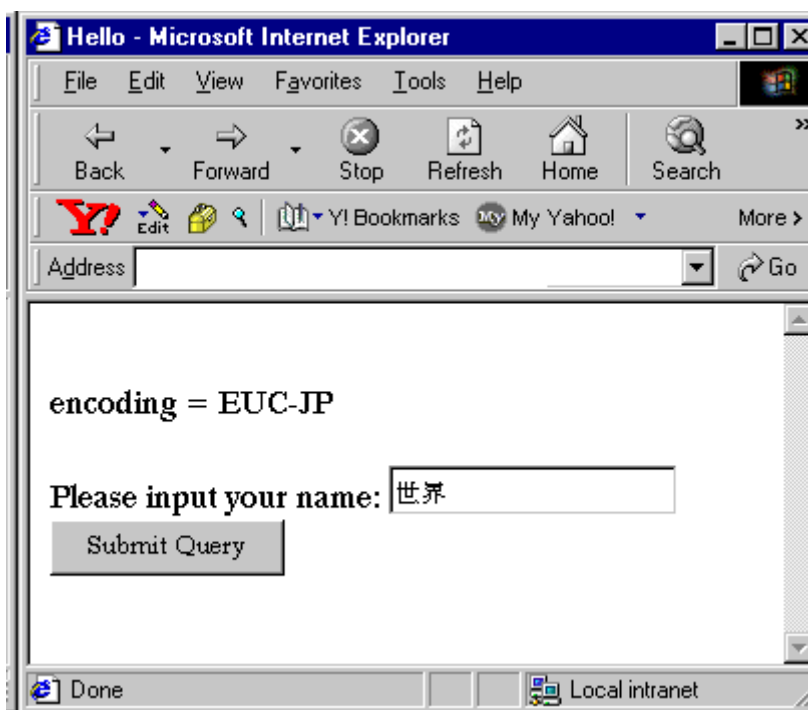 Hello - Microsoft Internet Explorer
File Edit View Favorites Tools Help
Back Forward Stop Refresh Home Search »
Y! Edit Y! Bookmarks MY My Yahoo! More >
Address Go
encoding = EUC-JP
Please input your name: 世界
Submit Query
Done Local intranet